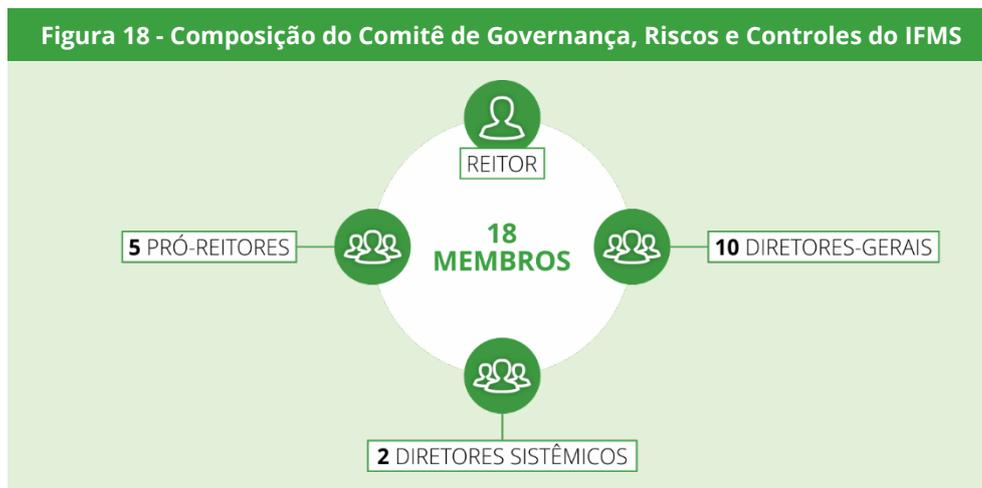 Figura 18 - Composição do Comitê de Governança, Riscos e Controles do IFMS
REITOR
5 PRÓ-REITORES
18
MEMBROS
10 DIRETORES-GERAIS
2 DIRETORES SISTÊMICOS